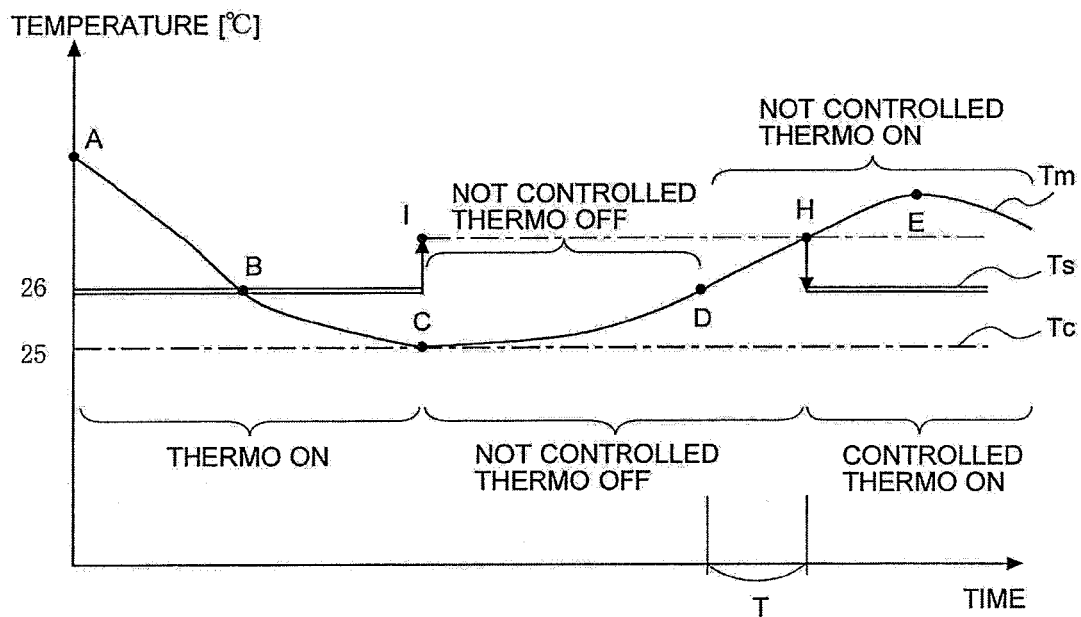 TEMPERATURE [℃]
A
NOT CONTROLLED
THERMO ON
Tm
NOT CONTROLLED
THERMO OFF
I
H
E
B
Ts
26
D
C
Tc
25
THERMO ON
NOT CONTROLLED
THERMO OFF
CONTROLLED
THERMO ON
T
TIME